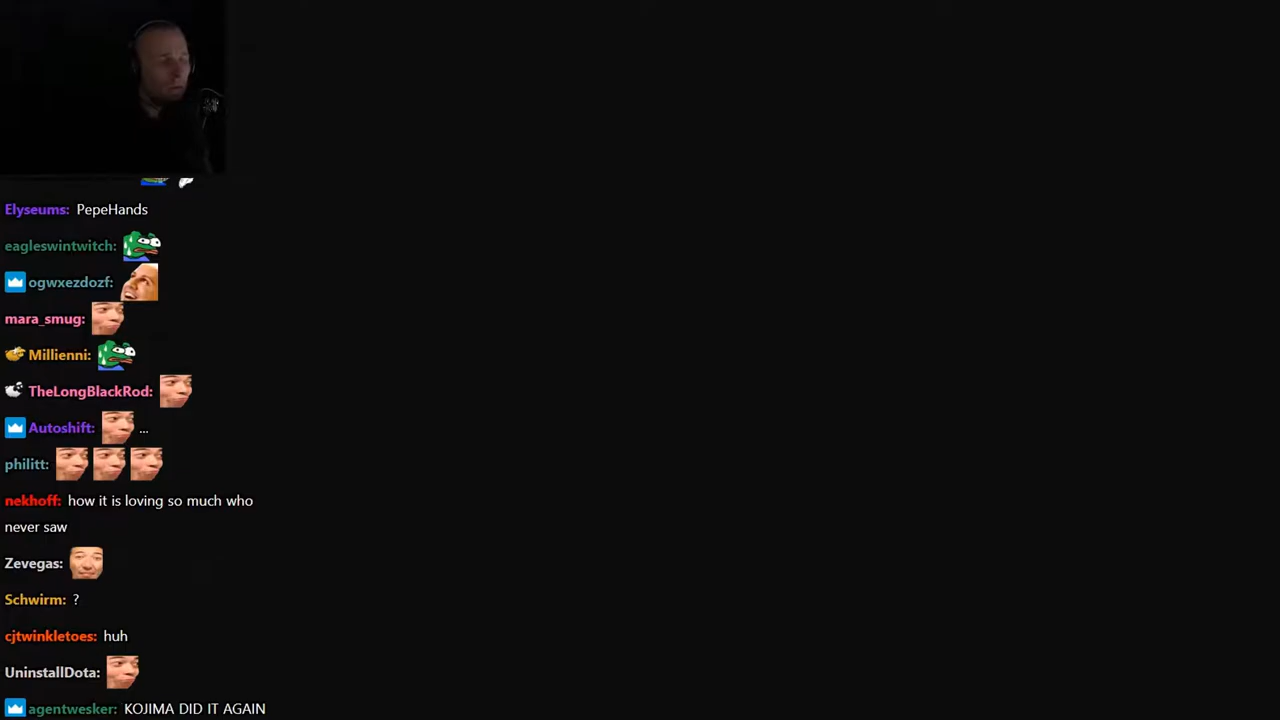 Elyseums: PepeHands
eagleswintwitch:
ogwxezdozf:
mara_smug:
Millienni:
TheLongBlackRod:
Autoshift: ...
philitt:
nekhoff: how it is loving so much who
never saw
Zevegas:
Schwirm: ?
cjtwinkletoes: huh
UninstallDota:
agentwesker: KOJIMA DID IT AGAIN